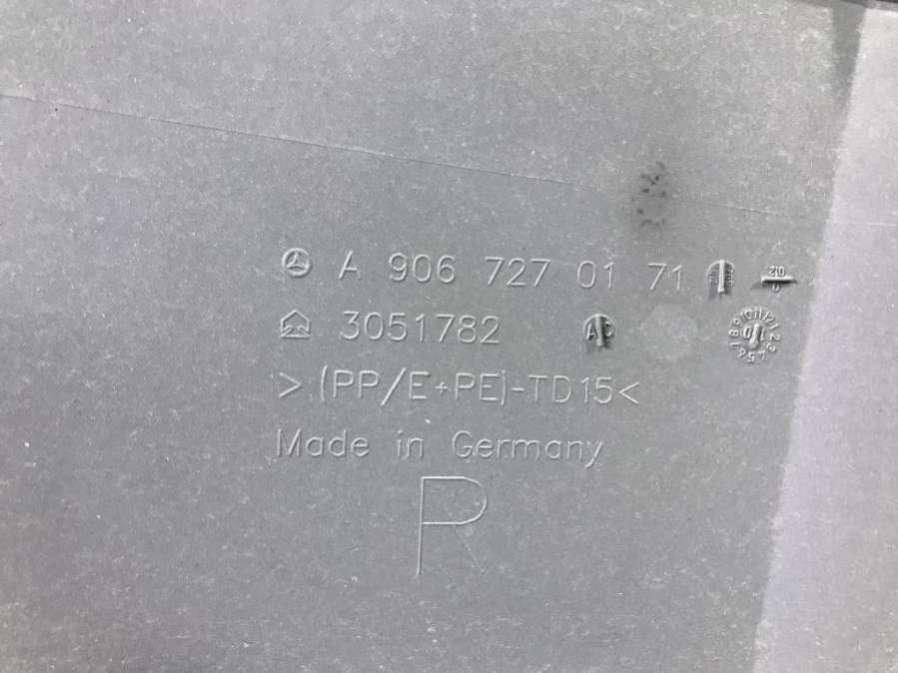 A 906 727 01 71
3051782
>(PP/E+PE)-TD15<
Made in Germany
R